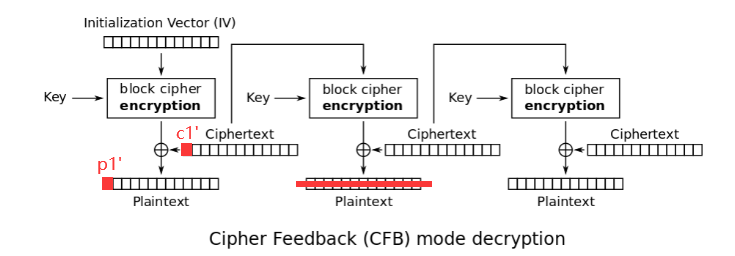 Initialization Vector (IV)
Key
block cipher
encryption
Key
block cipher
encryption
Key
block cipher
encryption
c1'
Ciphertext
Ciphertext
Ciphertext
p1'
Plaintext
Plaintext
Plaintext
Cipher Feedback (CFB) mode decryption